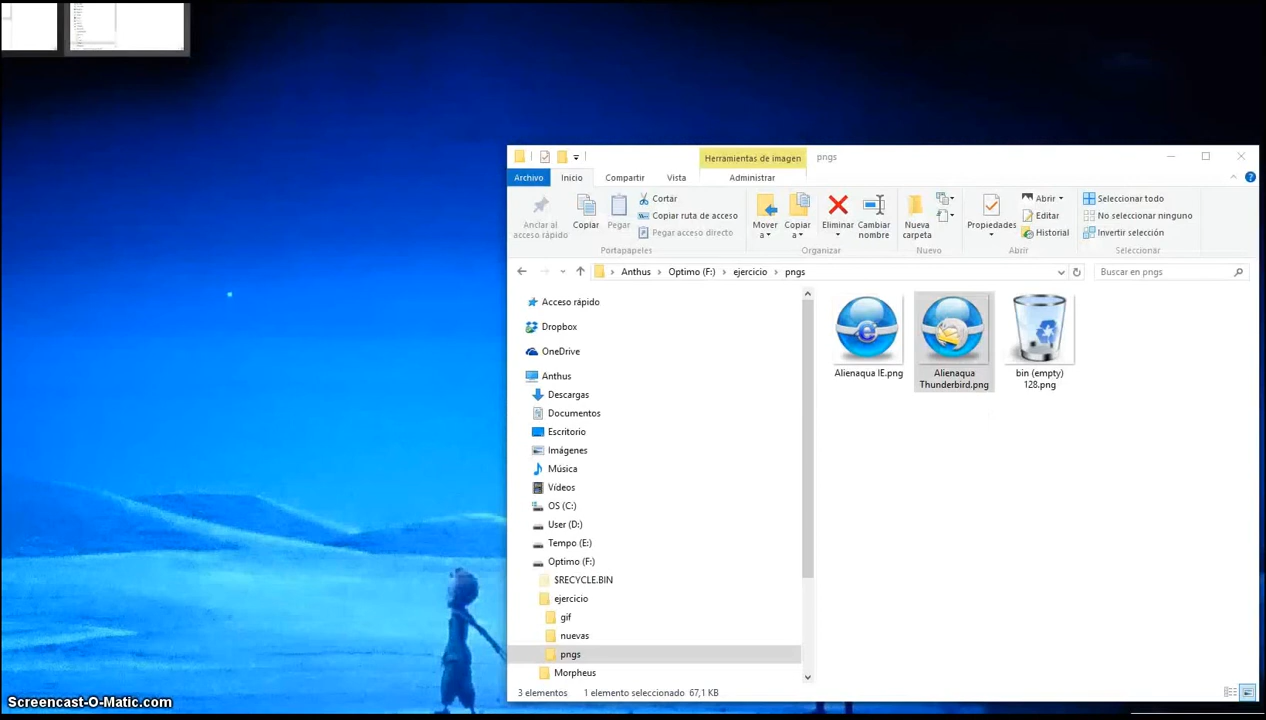 Herramientas de imagen
pngs
Archivo
Inicio
Compartir
Vista
Administrar
Anclar al
acceso rápido
Copiar
Pegar
Cortar
Copiar ruta de acceso
Pegar acceso directo
Portapapeles
Mover
a
Copiar
a
Eliminar
Cambiar
nombre
Organizar
Nueva
carpeta
Nuevo
Propiedades
Abrir
Editar
Historial
Abrir
Seleccionar todo
No seleccionar ninguno
Invertir selección
Seleccionar
Anthus
Optimo (F:)
ejercicio
pngs
Buscar en pngs
Acceso rápido
Dropbox
OneDrive
Anthus
Descargas
Documentos
Escritorio
Imágenes
Música
Vídeos
OS (C:)
User (D:)
Tempo (E:)
Optimo (F:)
$RECYCLE.BIN
ejercicio
gif
nuevas
pngs
Morpheus
Alienaqua IE.png
Alienaqua
Thunderbird.png
bin (empty)
128.png
3 elementos
1 elemento seleccionado 67,1 KB
Screencast-O-Matic.com